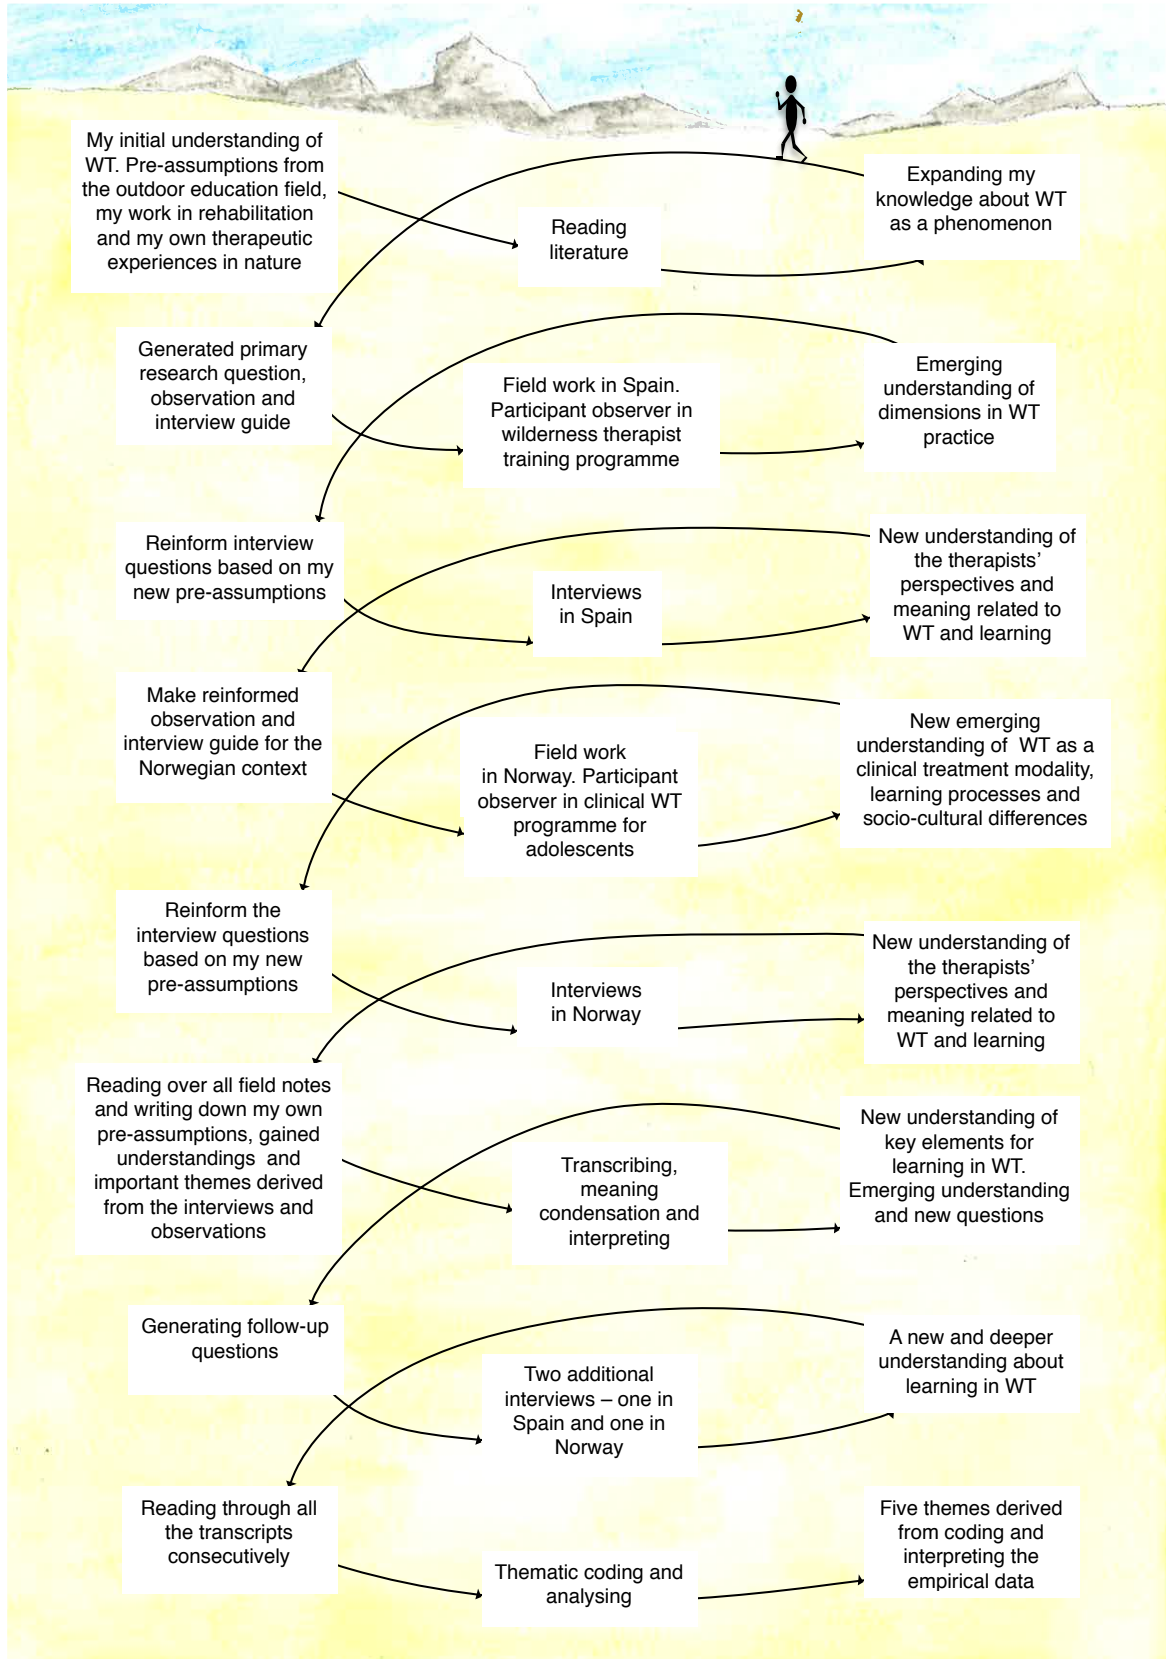 My initial understanding of
WT. Pre-assumptions from
the outdoor education field,
my work in rehabilitation
and my own therapeutic
experiences in nature
Reading
literature
Expanding my
knowledge about WT
as a phenomenon
Generated primary
research question,
observation and
interview guide
Field work in Spain.
Participant observer in
wilderness therapist
training programme
Emerging
understanding of
dimensions in WT
practice
Reinform interview
questions based on my
new pre-assumptions
Interviews
in Spain
New understanding of
the therapists’
perspectives and
meaning related to
WT and learning
Make reinformed
observation and
interview guide for the
Norwegian context
Field work
in Norway. Participant
observer in clinical WT
programme for
adolescents
New emerging
understanding of  WT as a
clinical treatment modality,
learning processes and
socio-cultural differences
Reinform the
interview questions
based on my new
pre-assumptions
Interviews
in Norway
New understanding of
the therapists’
perspectives and
meaning related to
WT and learning
Reading over all field notes
and writing down my own
pre-assumptions, gained
understandings  and
important themes derived
from the interviews and
observations
Transcribing,
meaning
condensation and
interpreting
New understanding of
key elements for
learning in WT.
Emerging understanding
and new questions
Generating follow-up
questions
Two additional
interviews – one in
Spain and one in
Norway
A new and deeper
understanding about
learning in WT
Reading through all
the transcripts
consecutively
Thematic coding and
analysing
Five themes derived
from coding and
interpreting the
empirical data